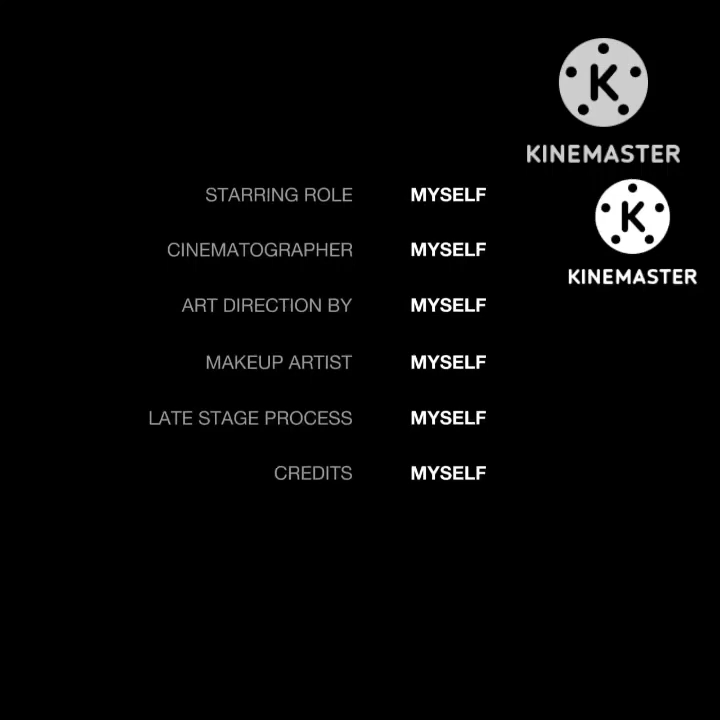 K
KINEMASTER
STARRING ROLE MYSELF
K
CINEMATOGRAPHER MYSELF
KINEMASTER
ART DIRECTION BY MYSELF
MAKEUP ARTIST MYSELF
LATE STAGE PROCESS MYSELF
CREDITS MYSELF